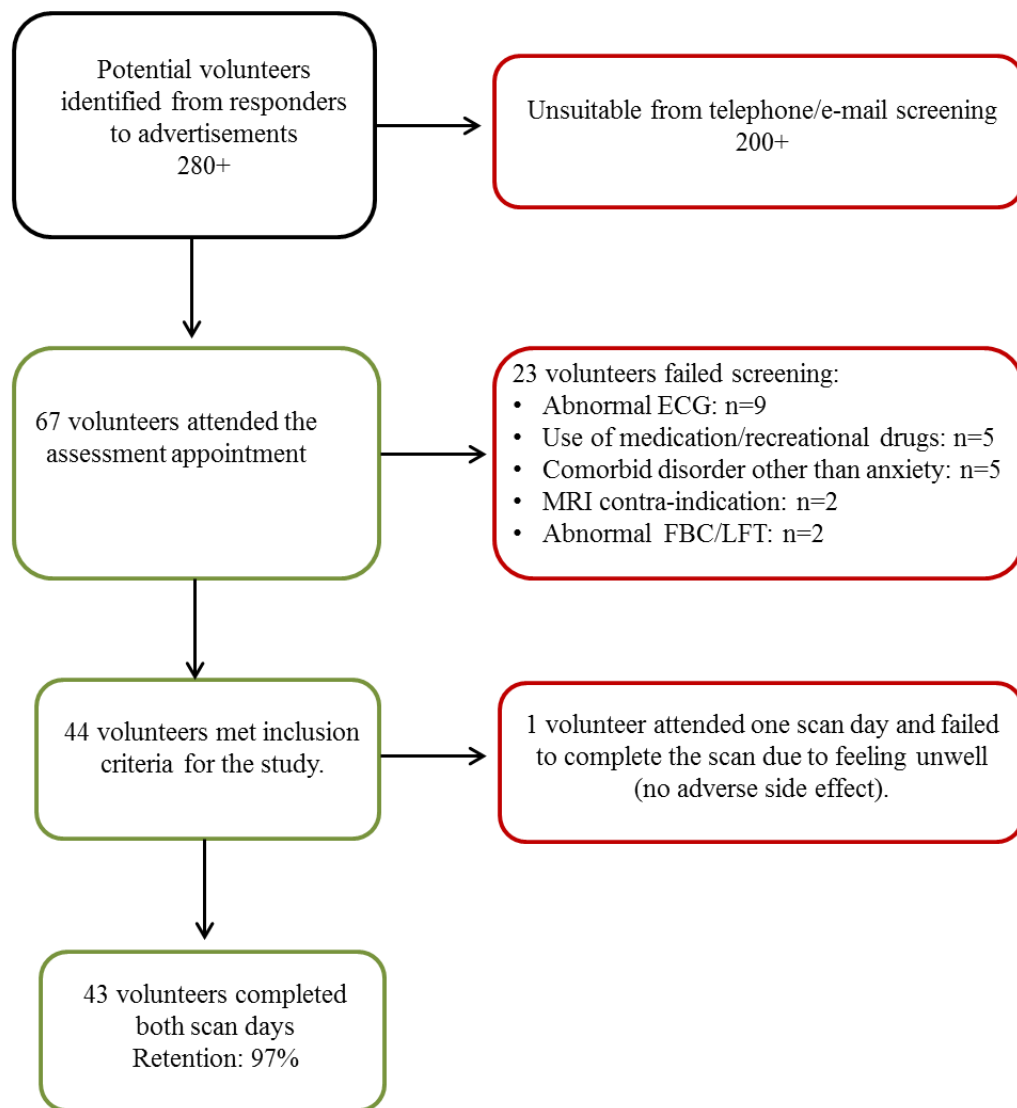 Potential volunteers
identified from responders
to advertisements
280+
Unsuitable from telephone/e-mail screening
200+
67 volunteers attended the
assessment appointment
23 volunteers failed screening:
• Abnormal ECG: n=9
• Use of medication/recreational drugs: n=5
• Comorbid disorder other than anxiety: n=5
• MRI contra-indication: n=2
• Abnormal FBC/LFT: n=2
44 volunteers met inclusion
criteria for the study.
1 volunteer attended one scan day and failed
to complete the scan due to feeling unwell
(no adverse side effect).
43 volunteers completed
both scan days
Retention: 97%